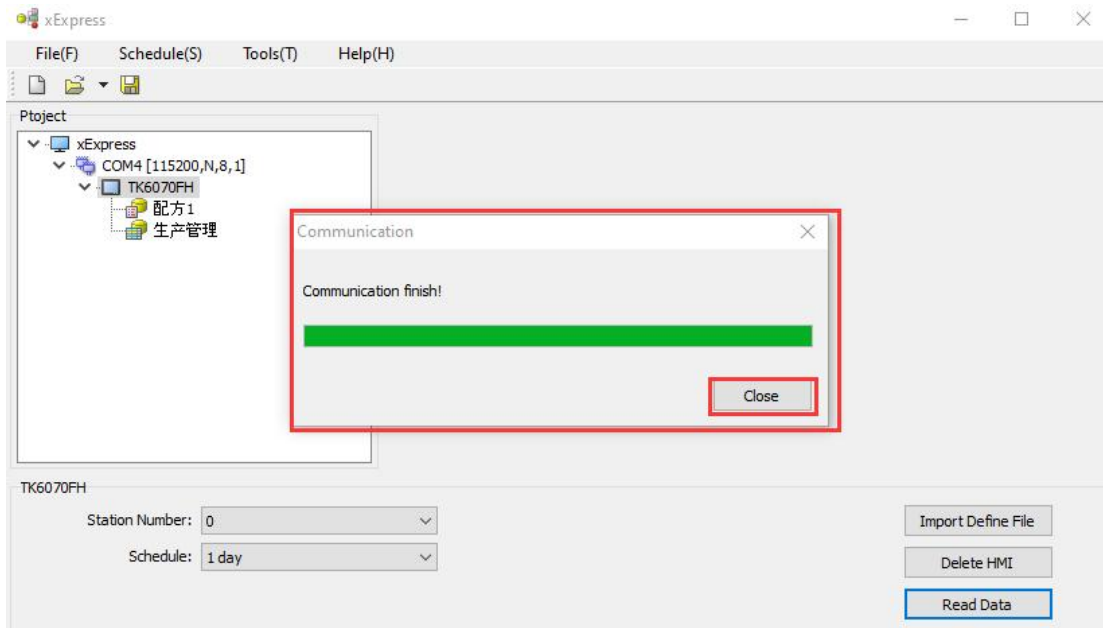 xExpress
File(F) Schedule(S) Tools(T) Help(H)
Ptoject
xExpress
COM4 [115200,N,8,1]
TK6070FH
配方1
生产管理
Communication
Communication finish!
Close
TK6070FH
Station Number: 0
Import Define File
Schedule: 1 day
Delete HMI
Read Data